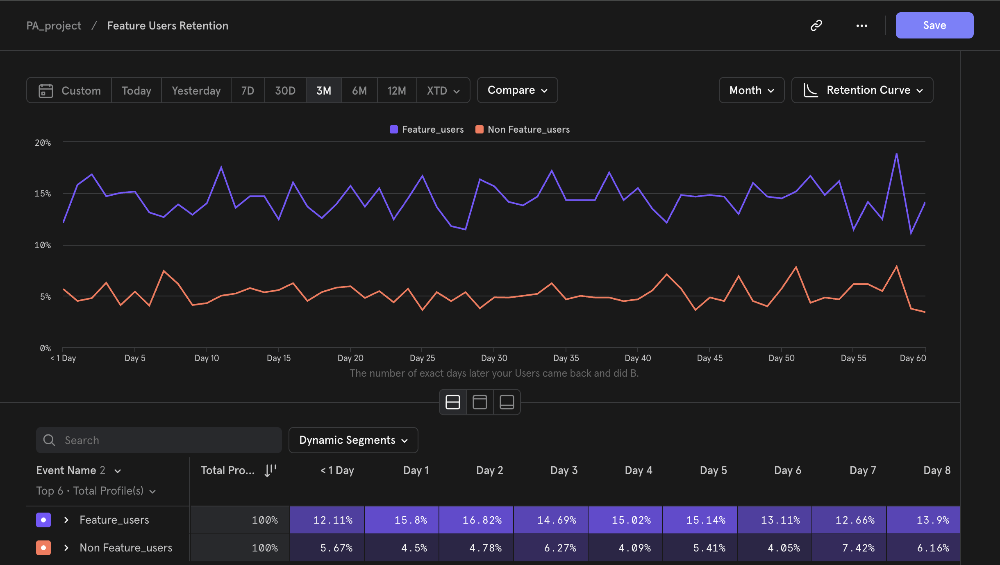 PA_project / Feature Users Retention
Save
Custom Today Yesterday 7D 30D 3M 6M 12M XTD Compare Month Retention Curve
Feature_users Non Feature_users
20%
15%
10%
5%
0%
< 1 Day Day 5 Day 10 Day 15 Day 20 Day 25 Day 30 Day 35 Day 40 Day 45 Day 50 Day 55 Day 60
The number of exact days later your Users came back and did B.
Search Dynamic Segments
Event Name 2 Total Pro... < 1 Day Day 1 Day 2 Day 3 Day 4 Day 5 Day 6 Day 7 Day 8
Top 6 • Total Profile(s)
Feature_users 100% 12.11% 15.8% 16.82% 14.69% 15.02% 15.14% 13.11% 12.66% 13.9%
Non Feature_users 100% 5.67% 4.5% 4.78% 6.27% 4.09% 5.41% 4.05% 7.42% 6.16%